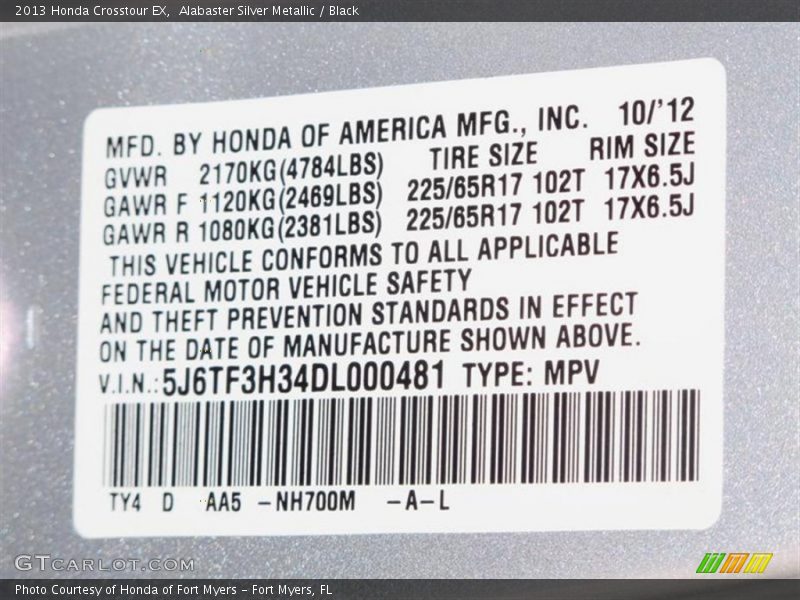 2013 Honda Crosstour EX,  Alabaster Silver Metallic / Black
MFD. BY HONDA OF AMERICA MFG., INC. 10/'12
GVWR 2170KG(4784LBS) TIRE SIZE RIM SIZE
GAWR F 1120KG(2469LBS) 225/65R17 102T 17X6.5J
GAWR R 1080KG(2381LBS) 225/65R17 102T 17X6.5J
THIS VEHICLE CONFORMS TO ALL APPLICABLE
FEDERAL MOTOR VEHICLE SAFETY
AND THEFT PREVENTION STANDARDS IN EFFECT
ON THE DATE OF MANUFACTURE SHOWN ABOVE.
V.I.N.: 5J6TF3H34DL000481 TYPE: MPV
TY4 D AA5 -NH700M -A-L
GTCARLOT.COM
Photo Courtesy of Honda of Fort Myers - Fort Myers, FL